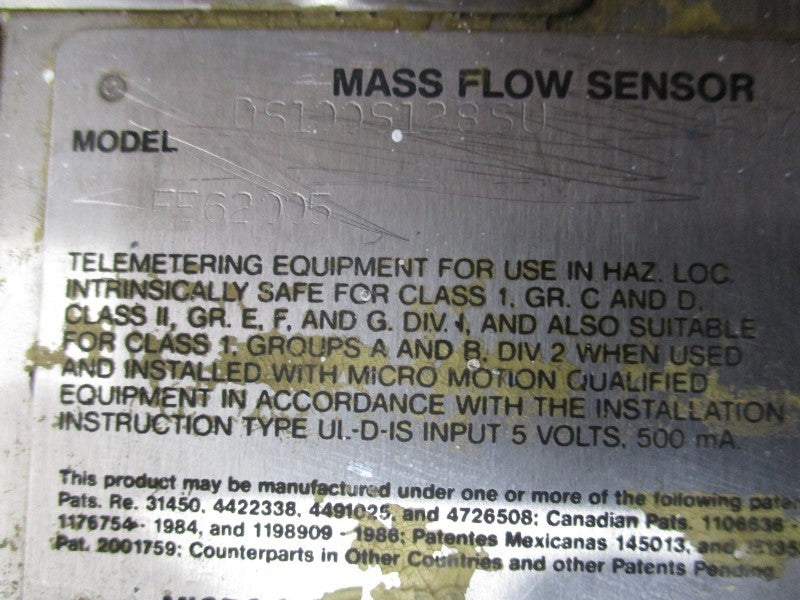 MASS FLOW SENSOR
DS100S128SU
MODEL
TELEMETERING EQUIPMENT FOR USE IN HAZ. LOC.
INTRINSICALLY SAFE FOR CLASS 1, GR. C AND D,
CLASS II, GR. E, F, AND G. DIV. 1, AND ALSO SUITABLE
FOR CLASS 1, GROUPS A AND B, DIV. 2 WHEN USED
AND INSTALLED WITH MICRO MOTION QUALIFIED
EQUIPMENT IN ACCORDANCE WITH THE INSTALLATION
INSTRUCTION TYPE UL-D-IS INPUT 5 VOLTS, 500 mA.
This product may be manufactured under one or more of the following
Pats. Re. 31450, 4422338, 4491025, and 4726508; Canadian Pats.
1176754 - 1984, and 1198909 - 1986; Patentes Mexicanas 145013, and
Pat. 2001759; Counterparts in Other Countries and other Patents Pending.